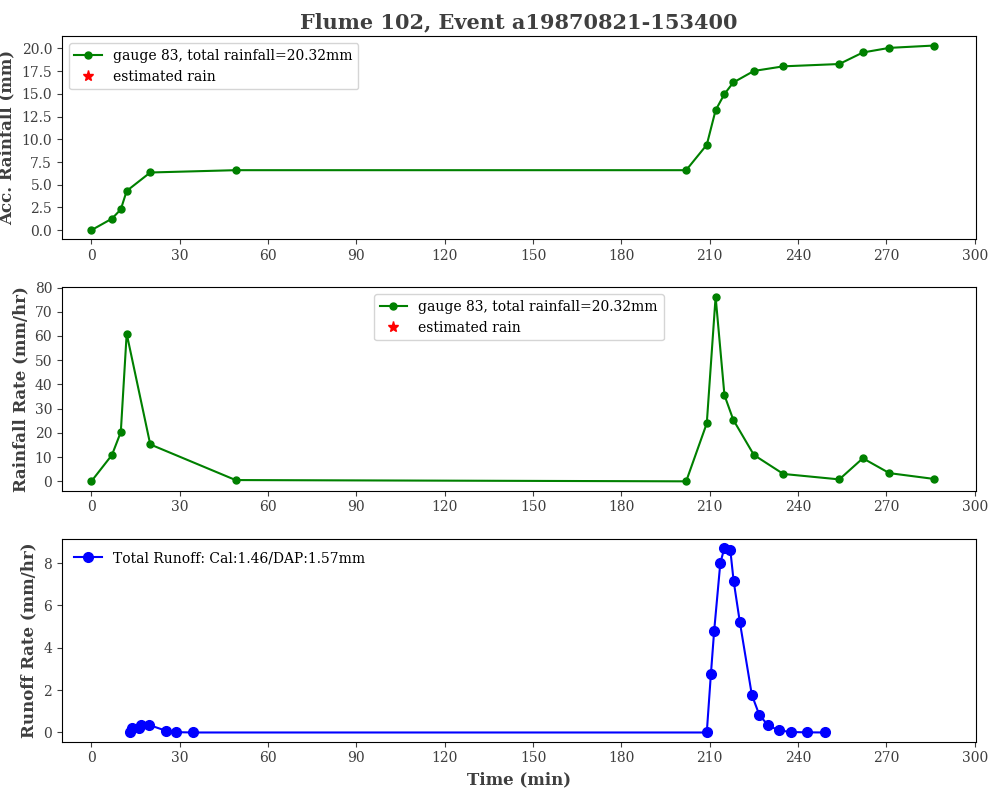 Flume 102, Event a19870821-153400
Acc. Rainfall (mm)
20.0
17.5
15.0
12.5
10.0
7.5
5.0
2.5
0.0
gauge 83, total rainfall=20.32mm
estimated rain
0 30 60 90 120 150 180 210 240 270 300
Rainfall Rate (mm/hr)
80
70
60
50
40
30
20
10
0
gauge 83, total rainfall=20.32mm
estimated rain
0 30 60 90 120 150 180 210 240 270 300
Runoff Rate (mm/hr)
8
6
4
2
0
Total Runoff: Cal:1.46/DAP:1.57mm
0 30 60 90 120 150 180 210 240 270 300
Time (min)